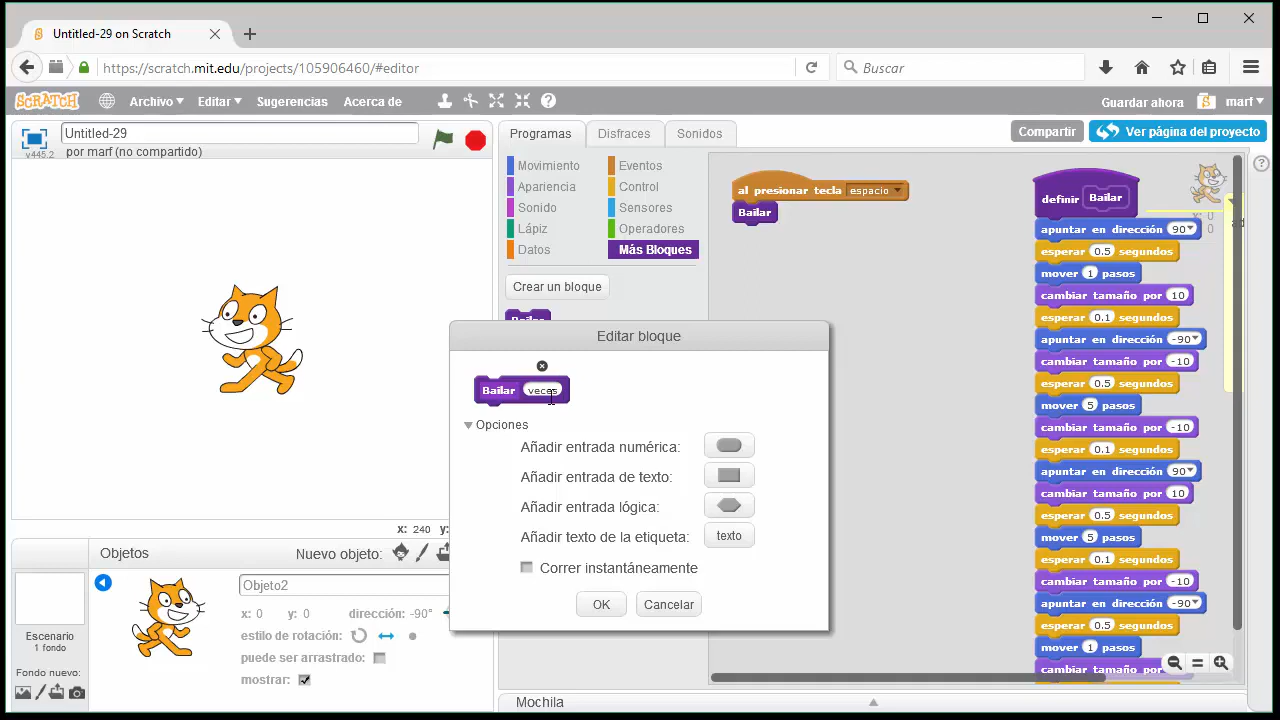 Untitled-29 on Scratch
https://scratch.mit.edu/projects/105906460/#editor
Buscar
SCRATCH
Archivo
Editar
Sugerencias
Acerca de
Guardar ahora
marf
Untitled-29
por marf (no compartido)
v445.2
Programas
Disfraces
Sonidos
Compartir
Ver página del proyecto
Movimiento
Apariencia
Sonido
Lápiz
Datos
Eventos
Control
Sensores
Operadores
Más Bloques
Crear un bloque
Bailar
al presionar tecla espacio
Bailar
definir Bailar
apuntar en dirección 90
esperar 0.5 segundos
mover 1 pasos
cambiar tamaño por 10
esperar 0.1 segundos
apuntar en dirección -90
cambiar tamaño por -10
esperar 0.5 segundos
mover 5 pasos
cambiar tamaño por -10
esperar 0.1 segundos
apuntar en dirección 90
cambiar tamaño por 10
esperar 0.5 segundos
mover 5 pasos
esperar 0.1 segundos
cambiar tamaño por -10
apuntar en dirección -90
esperar 0.5 segundos
mover 1 pasos
cambiar tamaño por
x: 0
0
Editar bloque
Bailar veces
Opciones
Añadir entrada numérica:
Añadir entrada de texto:
Añadir entrada lógica:
Añadir texto de la etiqueta: texto
Correr instantáneamente
OK
Cancelar
x: 240 y:
Objetos
Nuevo objeto:
Escenario
1 fondo
Fondo nuevo:
Objeto2
x: 0 y: 0 dirección: -90°
estilo de rotación:
puede ser arrastrado:
mostrar:
Mochila